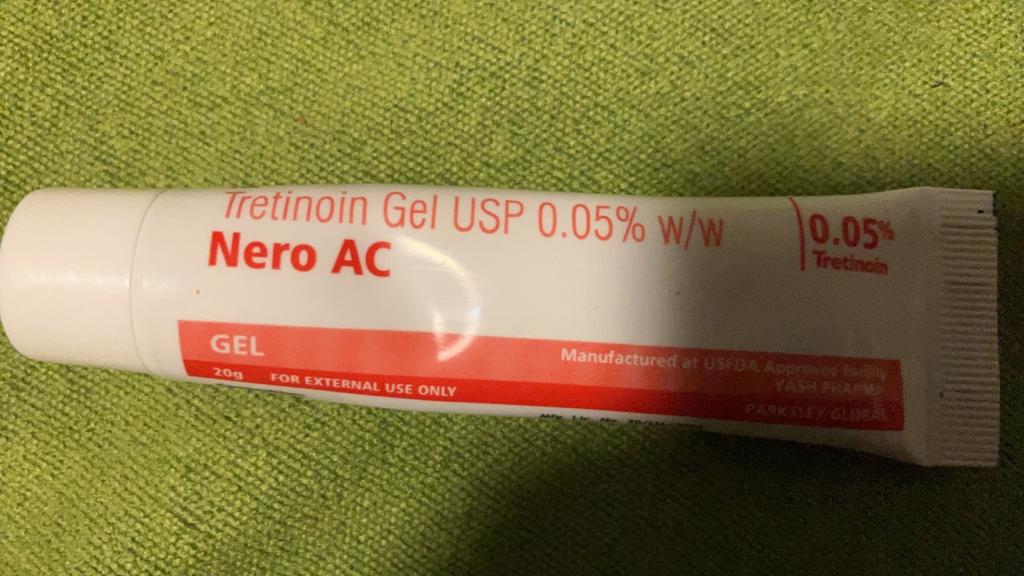 Tretinoin Gel USP 0.05% w/w
Nero AC
0.05%
Tretinoin
GEL
20g FOR EXTERNAL USE ONLY
Manufactured at USFDA Approved
YASH PHARMA
PARKSLEY GLOBAL